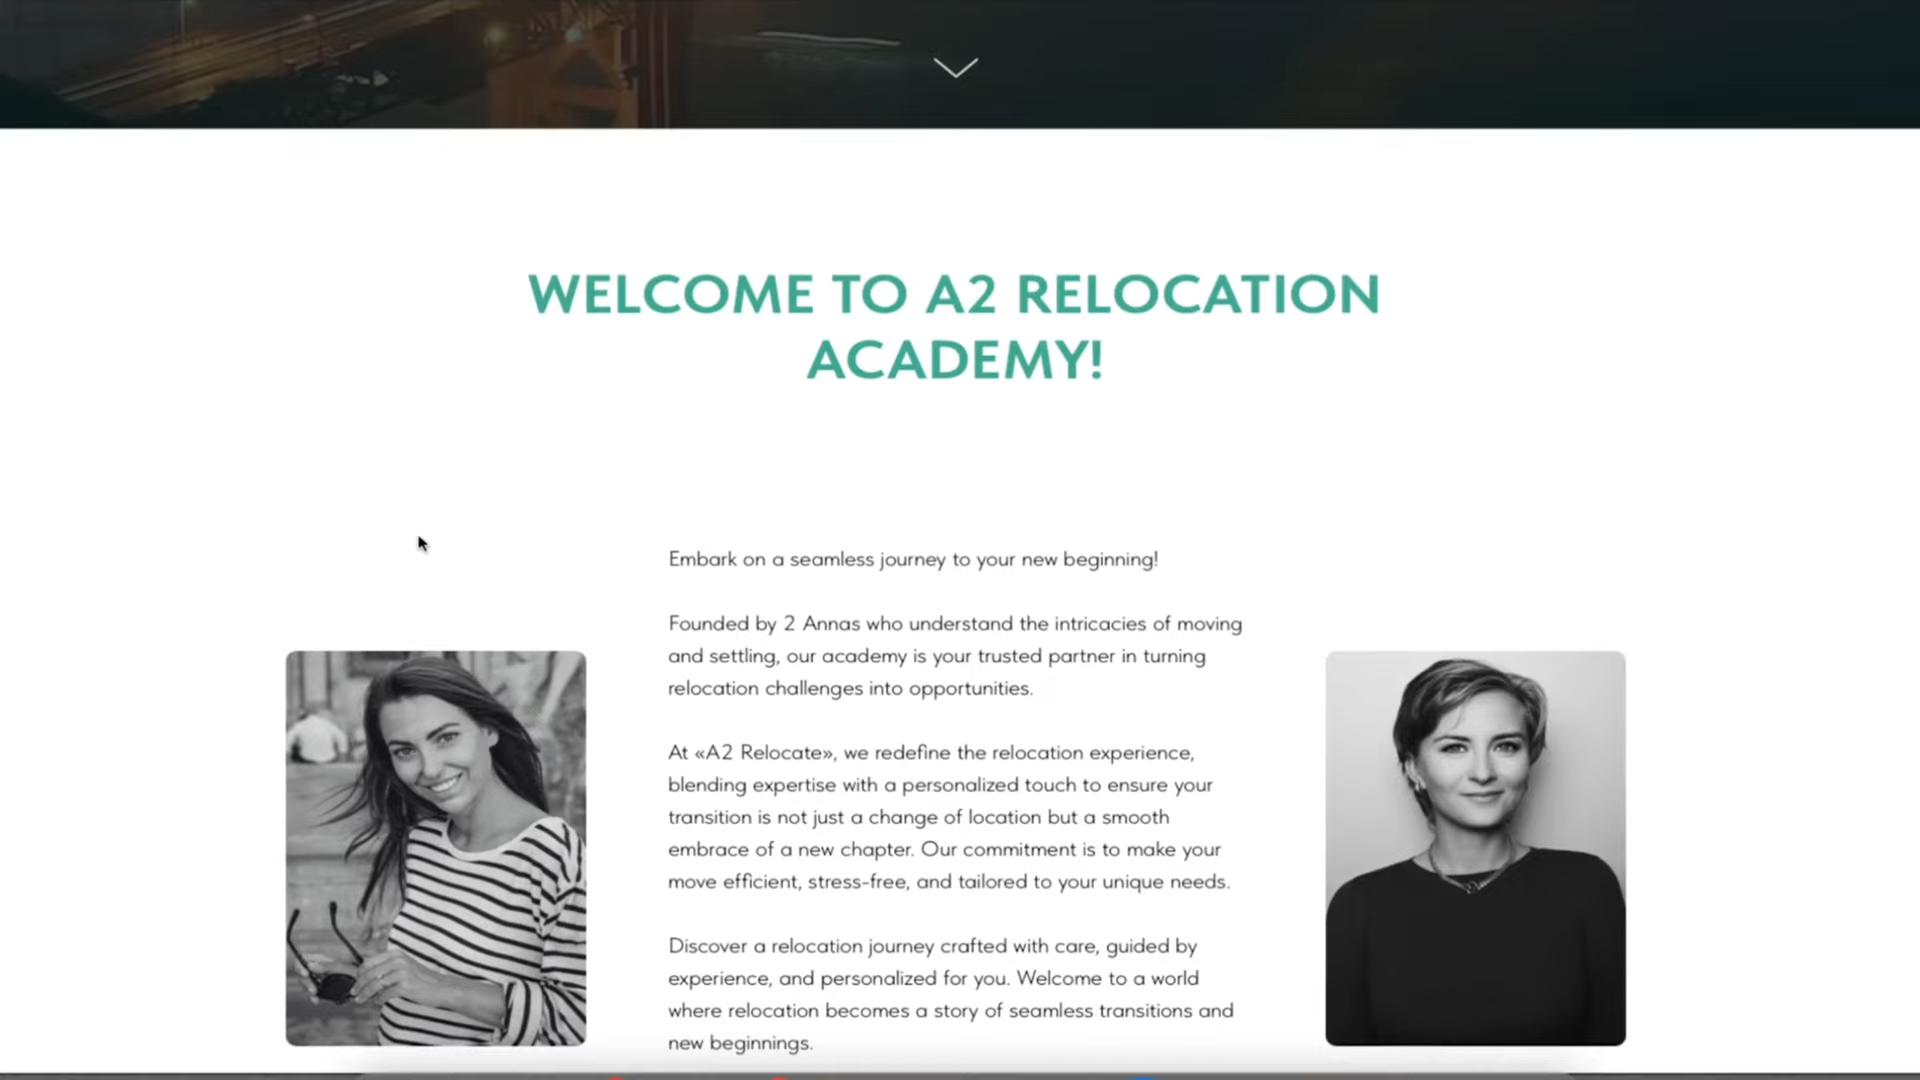 WELCOME TO A2 RELOCATION
ACADEMY!
Embark on a seamless journey to your new beginning!
Founded by 2 Annas who understand the intricacies of moving
and settling, our academy is your trusted partner in turning
relocation challenges into opportunities.
At «A2 Relocate», we redefine the relocation experience,
blending expertise with a personalized touch to ensure your
transition is not just a change of location but a smooth
embrace of a new chapter. Our commitment is to make your
move efficient, stress-free, and tailored to your unique needs.
Discover a relocation journey crafted with care, guided by
experience, and personalized for you. Welcome to a world
where relocation becomes a story of seamless transitions and
new beginnings.